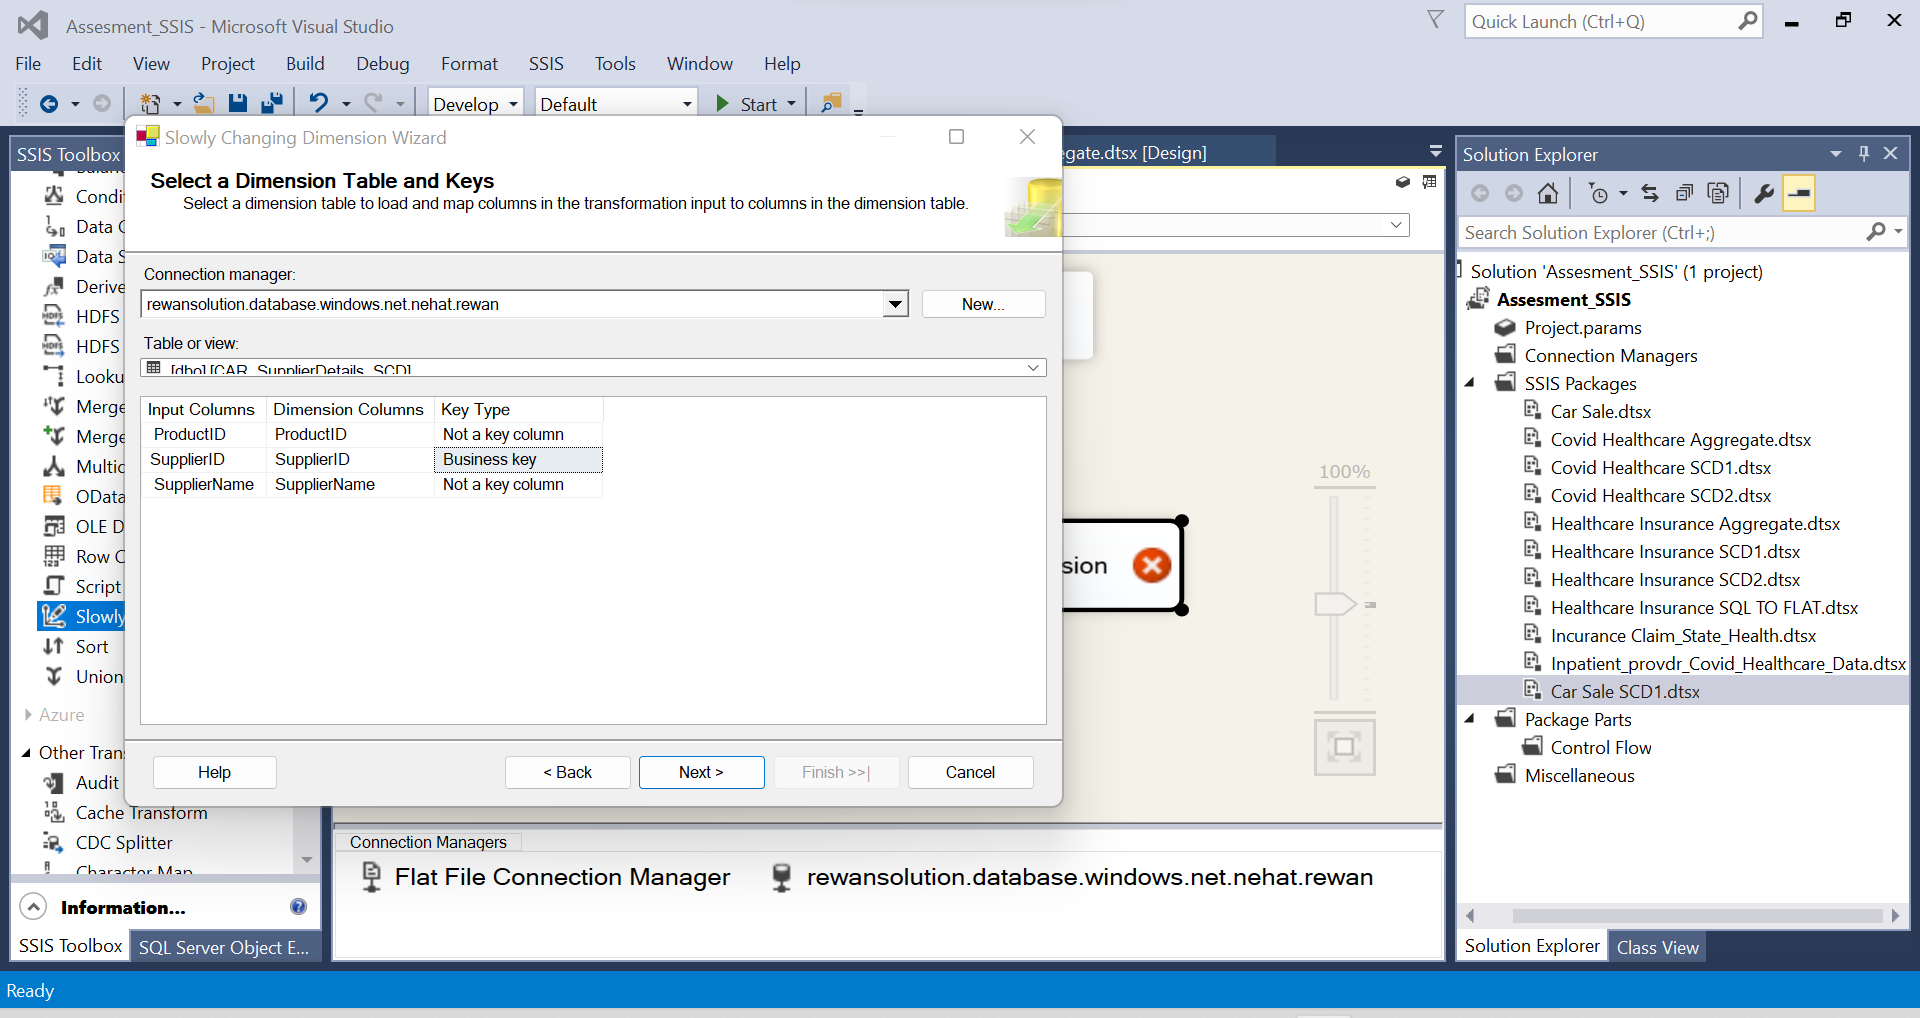 Assesment_SSIS - Microsoft Visual Studio
Quick Launch (Ctrl+Q)
File Edit View Project Build Debug Format SSIS Tools Window Help
Develop Default Start
SSIS Toolbox
Condi
Data C
Data S
Derive
HDFS
HDFS
Looku
Merge
Merge
Multic
OData
OLE D
Row C
Script
Slowly
Sort
Union
Azure
Other Tran
Audit
Cache Transform
CDC Splitter
Character Map
Information...
SSIS Toolbox SQL Server Object E...
Slowly Changing Dimension Wizard
Select a Dimension Table and Keys
Select a dimension table to load and map columns in the transformation input to columns in the dimension table.
Connection manager:
rewansolution.database.windows.net.nehat.rewan
New...
Table or view:
[dbo].[CAR_SupplierDetails_SCD]
Input Columns Dimension Columns Key Type
ProductID ProductID Not a key column
SupplierID SupplierID Business key
SupplierName SupplierName Not a key column
Help < Back Next > Finish >>| Cancel
egate.dtsx [Design]
100%
sion
Connection Managers
Flat File Connection Manager rewansolution.database.windows.net.nehat.rewan
Solution Explorer
Search Solution Explorer (Ctrl+;)
Solution 'Assesment_SSIS' (1 project)
Assesment_SSIS
Project.params
Connection Managers
SSIS Packages
Car Sale.dtsx
Covid Healthcare Aggregate.dtsx
Covid Healthcare SCD1.dtsx
Covid Healthcare SCD2.dtsx
Healthcare Insurance Aggregate.dtsx
Healthcare Insurance SCD1.dtsx
Healthcare Insurance SCD2.dtsx
Healthcare Insurance SQL TO FLAT.dtsx
Incurance Claim_State_Health.dtsx
Inpatient_provdr_Covid_Healthcare_Data.dtsx
Car Sale SCD1.dtsx
Package Parts
Control Flow
Miscellaneous
Solution Explorer Class View
Ready